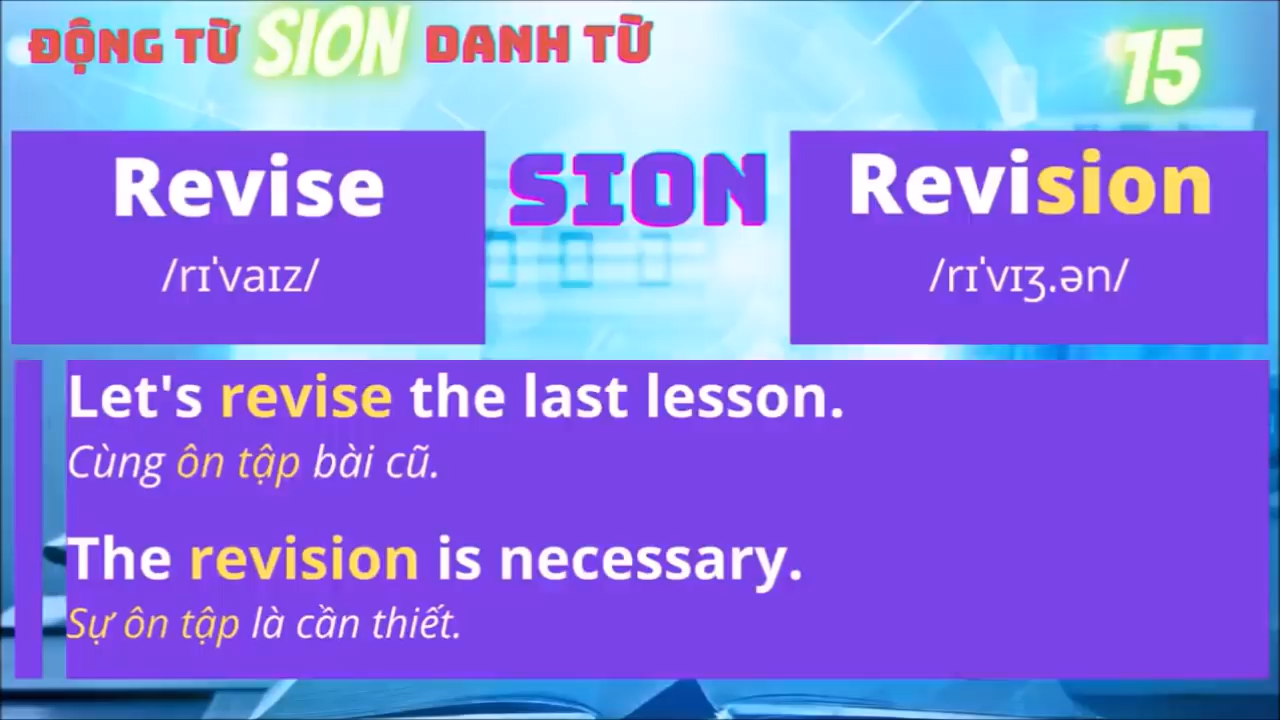 ĐỘNG TỪ SION DANH TỪ
15
Revise
/rɪˈvaɪz/
SION
Revision
/rɪˈvɪʒ.ən/
Let's revise the last lesson.
Cùng ôn tập bài cũ.
The revision is necessary.
Sự ôn tập là cần thiết.